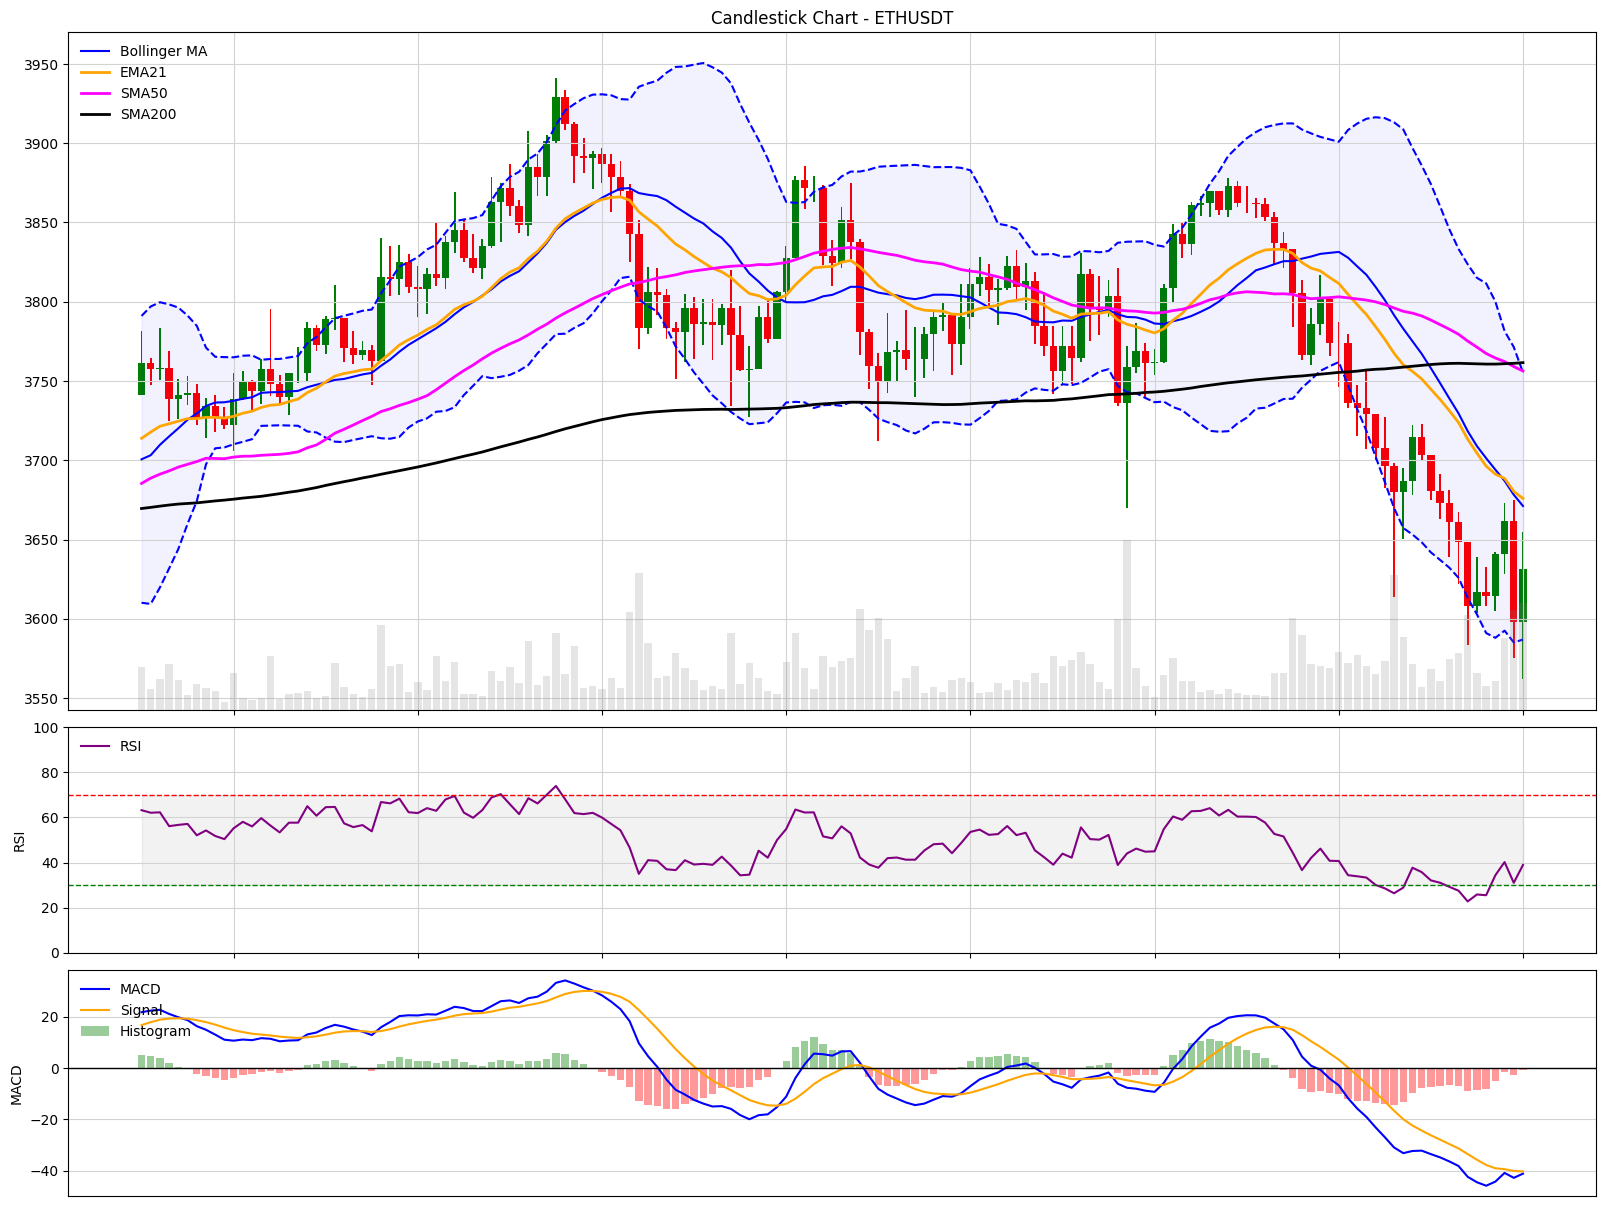 Candlestick Chart - ETHUSDT
Bollinger MA
EMA21
SMA50
SMA200
3950
3900
3850
3800
3750
3700
3650
3600
3550
RSI
100
80
60
40
20
0
RSI
MACD
Signal
Histogram
20
0
−20
−40
MACD